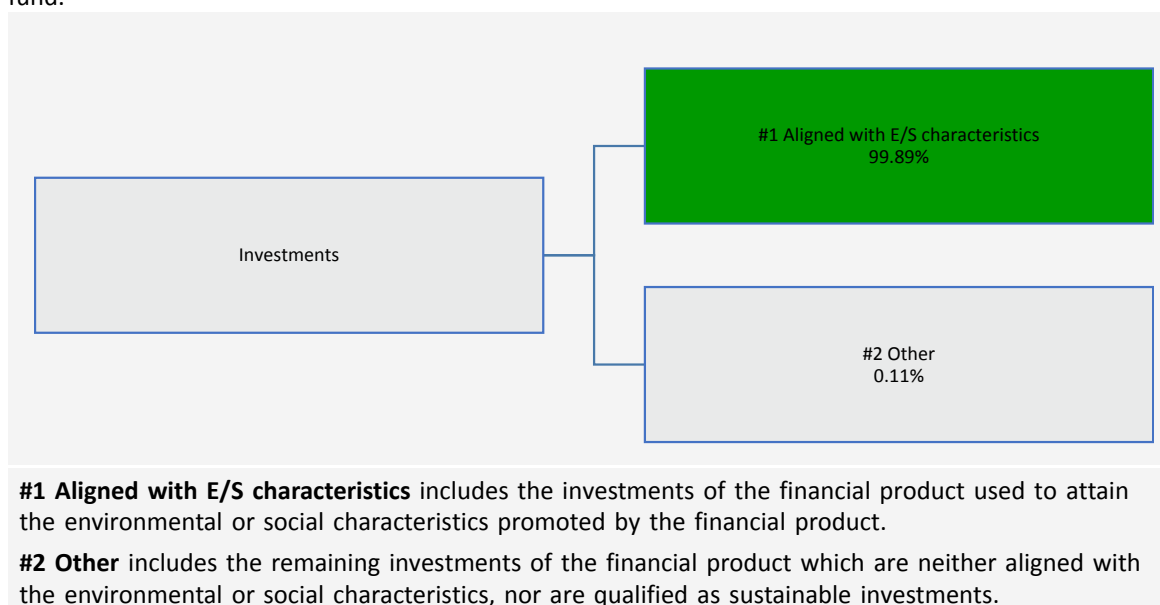 fund.
#1 Aligned with E/S characteristics
99.89%
Investments
#2 Other
0.11%
#1 Aligned with E/S characteristics includes the investments of the financial product used to attain
the environmental or social characteristics promoted by the financial product.
#2 Other includes the remaining investments of the financial product which are neither aligned with
the environmental or social characteristics, nor are qualified as sustainable investments.